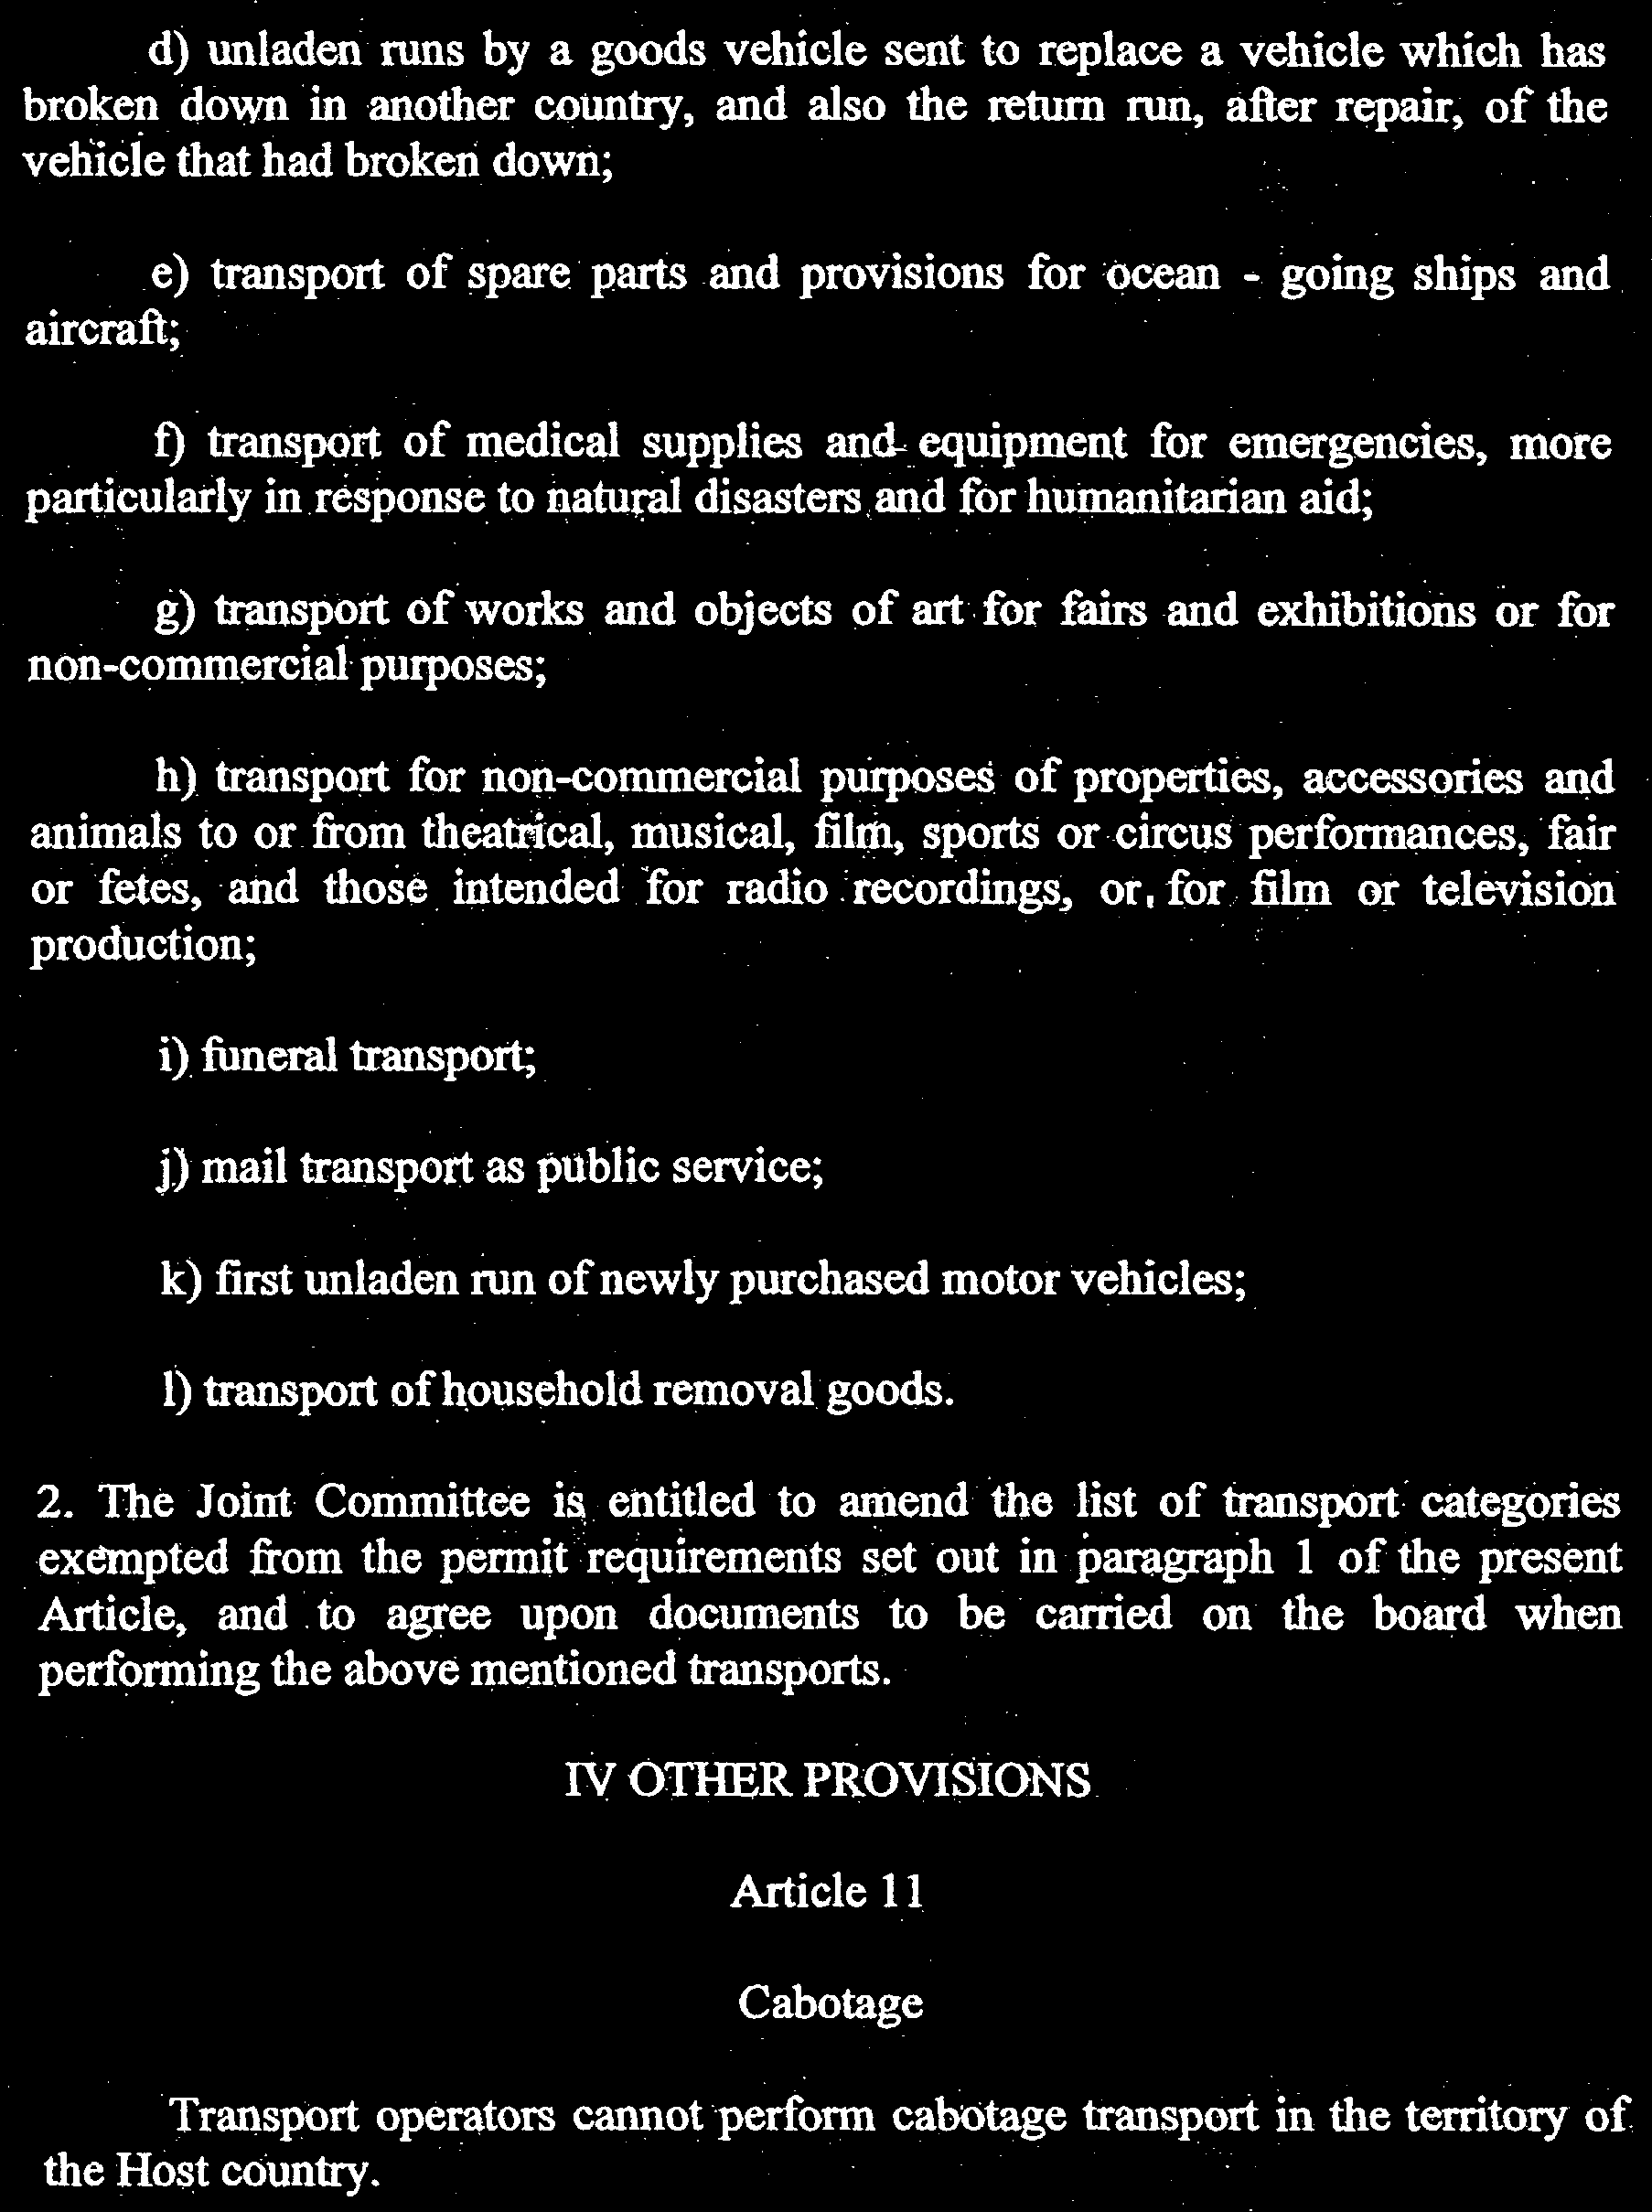 d) unladen runs by a goods vehicle sent to replace a vehicle which has
broken down in another country, and also the return run, after repair, of the
vehicle that had broken down;
e) transport of spare parts and provisions for ocean - going ships and
aircraft;
f) transport of medical supplies and equipment for emergencies, more
particularly in response to natural disasters and for humanitarian aid;
g) transport of works and objects of art for fairs and exhibitions or for
non-commercial purposes;
h) transport for non-commercial purposes of properties, accessories and
animals to or from theatrical, musical, film, sports or circus performances, fair
or fetes, and those intended for radio recordings, or for film or television
production;
i) funeral transport;
j) mail transport as public service;
k) first unladen run of newly purchased motor vehicles;
l) transport of household removal goods.
2. The Joint Committee is entitled to amend the list of transport categories
exempted from the permit requirements set out in paragraph 1 of the present
Article, and to agree upon documents to be carried on the board when
performing the above mentioned transports.
IV OTHER PROVISIONS
Article 11
Cabotage
Transport operators cannot perform cabotage transport in the territory of
the Host country.